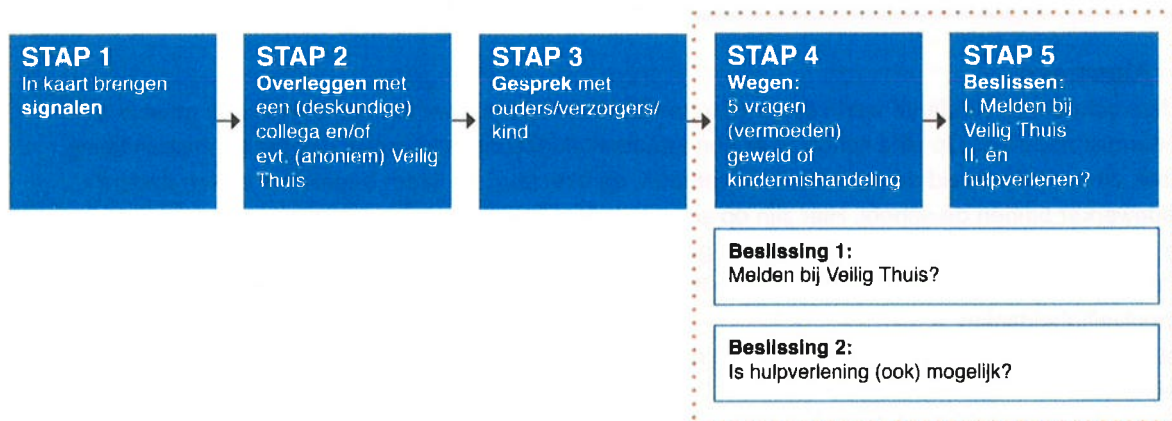 STAP 1
In kaart brengen
signalen
STAP 2
Overleggen met
een (deskundige)
collega en/of
evt. (anoniem) Veilig
Thuis
STAP 3
Gesprek met
ouders/verzorgers/
kind
STAP 4
Wegen:
5 vragen
(vermoeden)
geweld of
kindermishandeling
STAP 5
Beslissen:
I. Melden bij
Veilig Thuis
II. én
hulpverlenen?
Beslissing 1:
Melden bij Veilig Thuis?
Beslissing 2:
Is hulpverlening (ook) mogelijk?